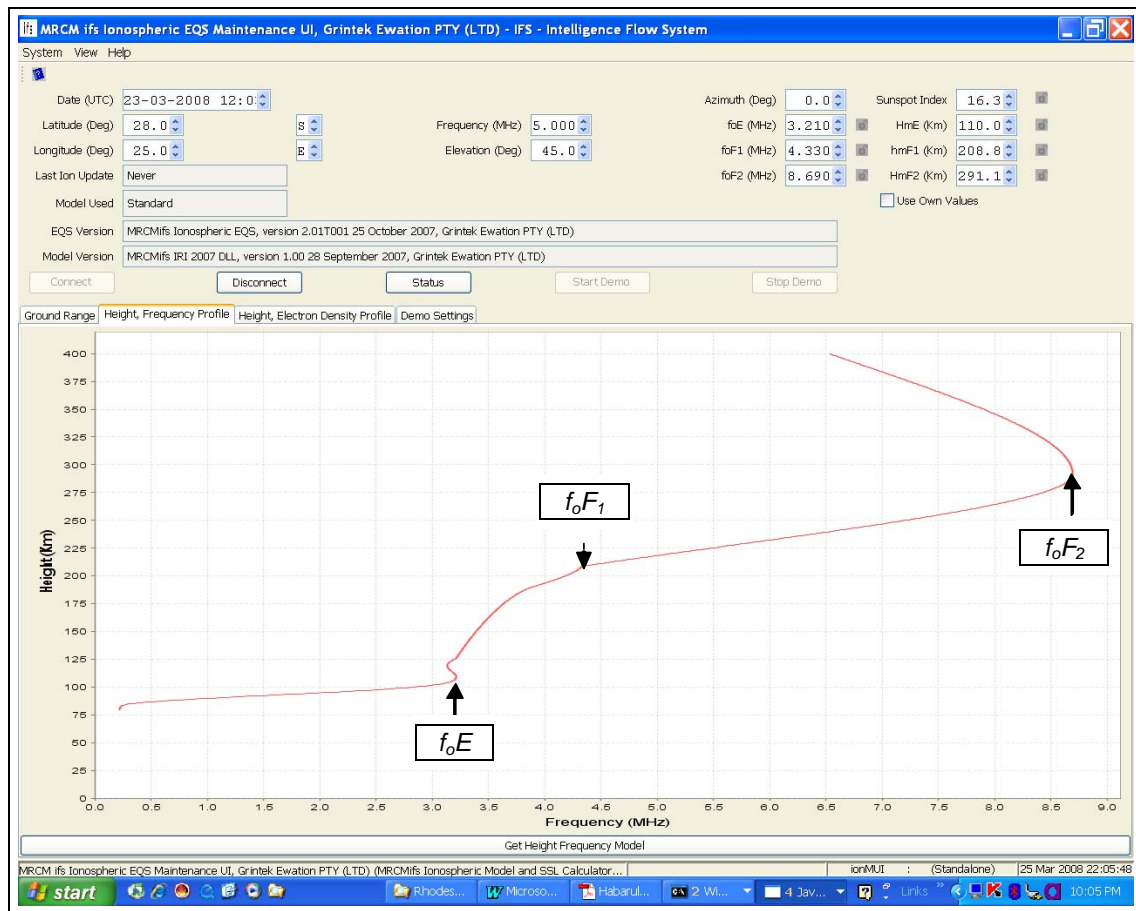 ifs MRCM ifs Ionospheric EQS Maintenance UI, Grintek Ewation PTY (LTD) - IFS - Intelligence Flow System
System View Help
Date (UTC) 23-03-2008 12:0 Azimuth (Deg) 0.0 Sunspot Index 16.3
Latitude (Deg) 28.0 S Frequency (MHz) 5.000 foE (MHz) 3.210 HmE (Km) 110.0
Longitude (Deg) 25.0 E Elevation (Deg) 45.0 foF1 (MHz) 4.330 hmF1 (Km) 208.8
Last Ion Update Never foF2 (MHz) 8.690 HmF2 (Km) 291.1
Model Used Standard Use Own Values
EQS Version MRCMifs Ionospheric EQS, version 2.01T001 25 October 2007, Grintek Ewation PTY (LTD)
Model Version MRCMifs IRI 2007 DLL, version 1.00 28 September 2007, Grintek Ewation PTY (LTD)
Connect Disconnect Status Start Demo Stop Demo
Ground Range Height, Frequency Profile Height, Electron Density Profile Demo Settings
400
375
350
325
300
275
250
225
200
175
150
125
100
75
50
25
0
Height(Km)
foF1
foF2
foE
0.0 0.5 1.0 1.5 2.0 2.5 3.0 3.5 4.0 4.5 5.0 5.5 6.0 6.5 7.0 7.5 8.0 8.5 9.0
Frequency (MHz)
Get Height Frequency Model
MRCM ifs Ionospheric EQS Maintenance UI, Grintek Ewation PTY (LTD) (MRCMifs Ionospheric Model and SSL Calculator... ionMUI : (Standalone) 25 Mar 2008 22:05:48
start Rhodes... Microso... Habarul... 2 Wi... 4 Jav... Links 10:05 PM